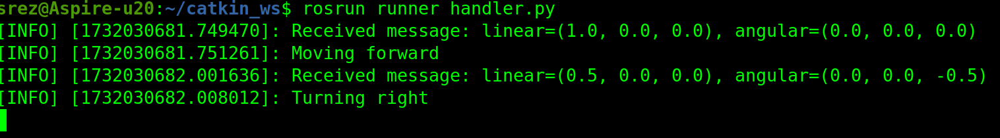 srez@Aspire-u20:~/catkin_ws$ rosrun runner handler.py
[INFO] [1732030681.749470]: Received message: linear=(1.0, 0.0, 0.0), angular=(0.0, 0.0, 0.0)
[INFO] [1732030681.751261]: Moving forward
[INFO] [1732030682.001636]: Received message: linear=(0.5, 0.0, 0.0), angular=(0.0, 0.0, -0.5)
[INFO] [1732030682.008012]: Turning right